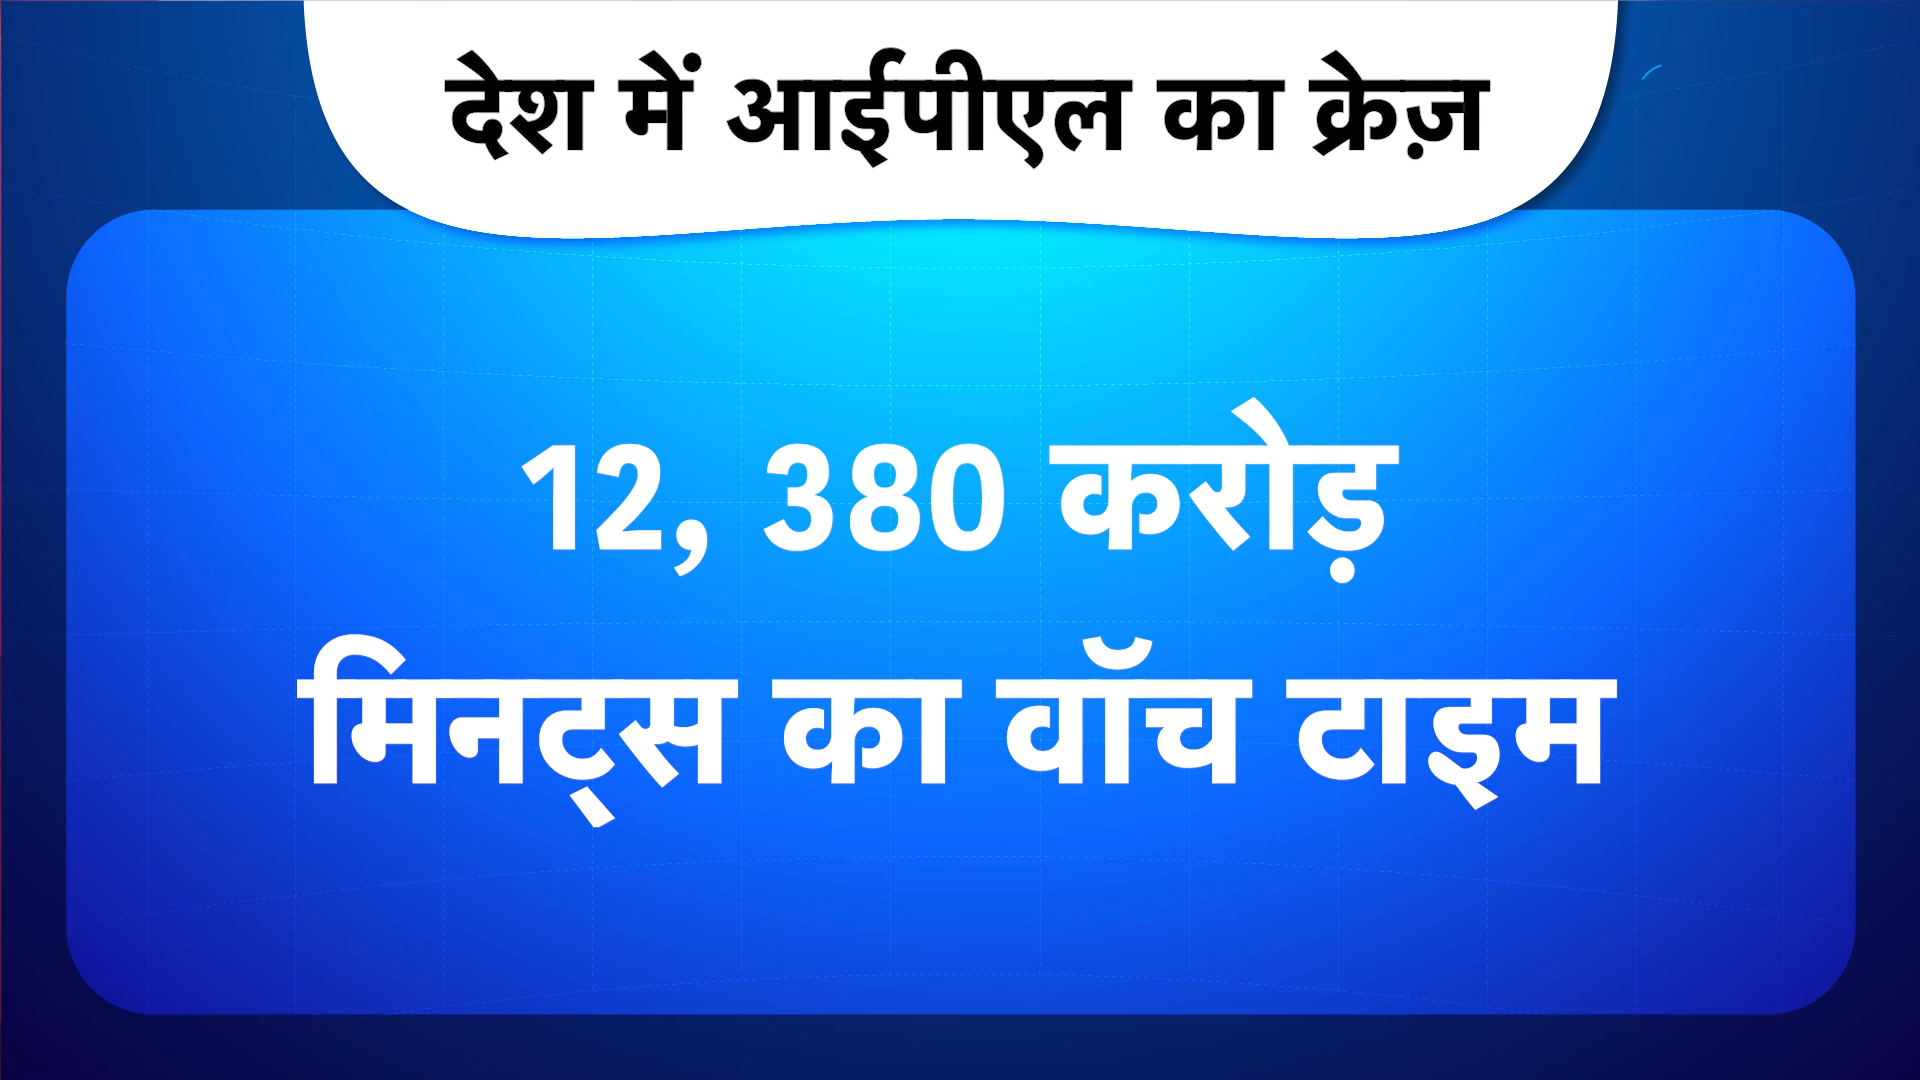 देश में आईपीएल का क्रेज़
12, 380 करोड़
मिनट्स का वॉच टाइम